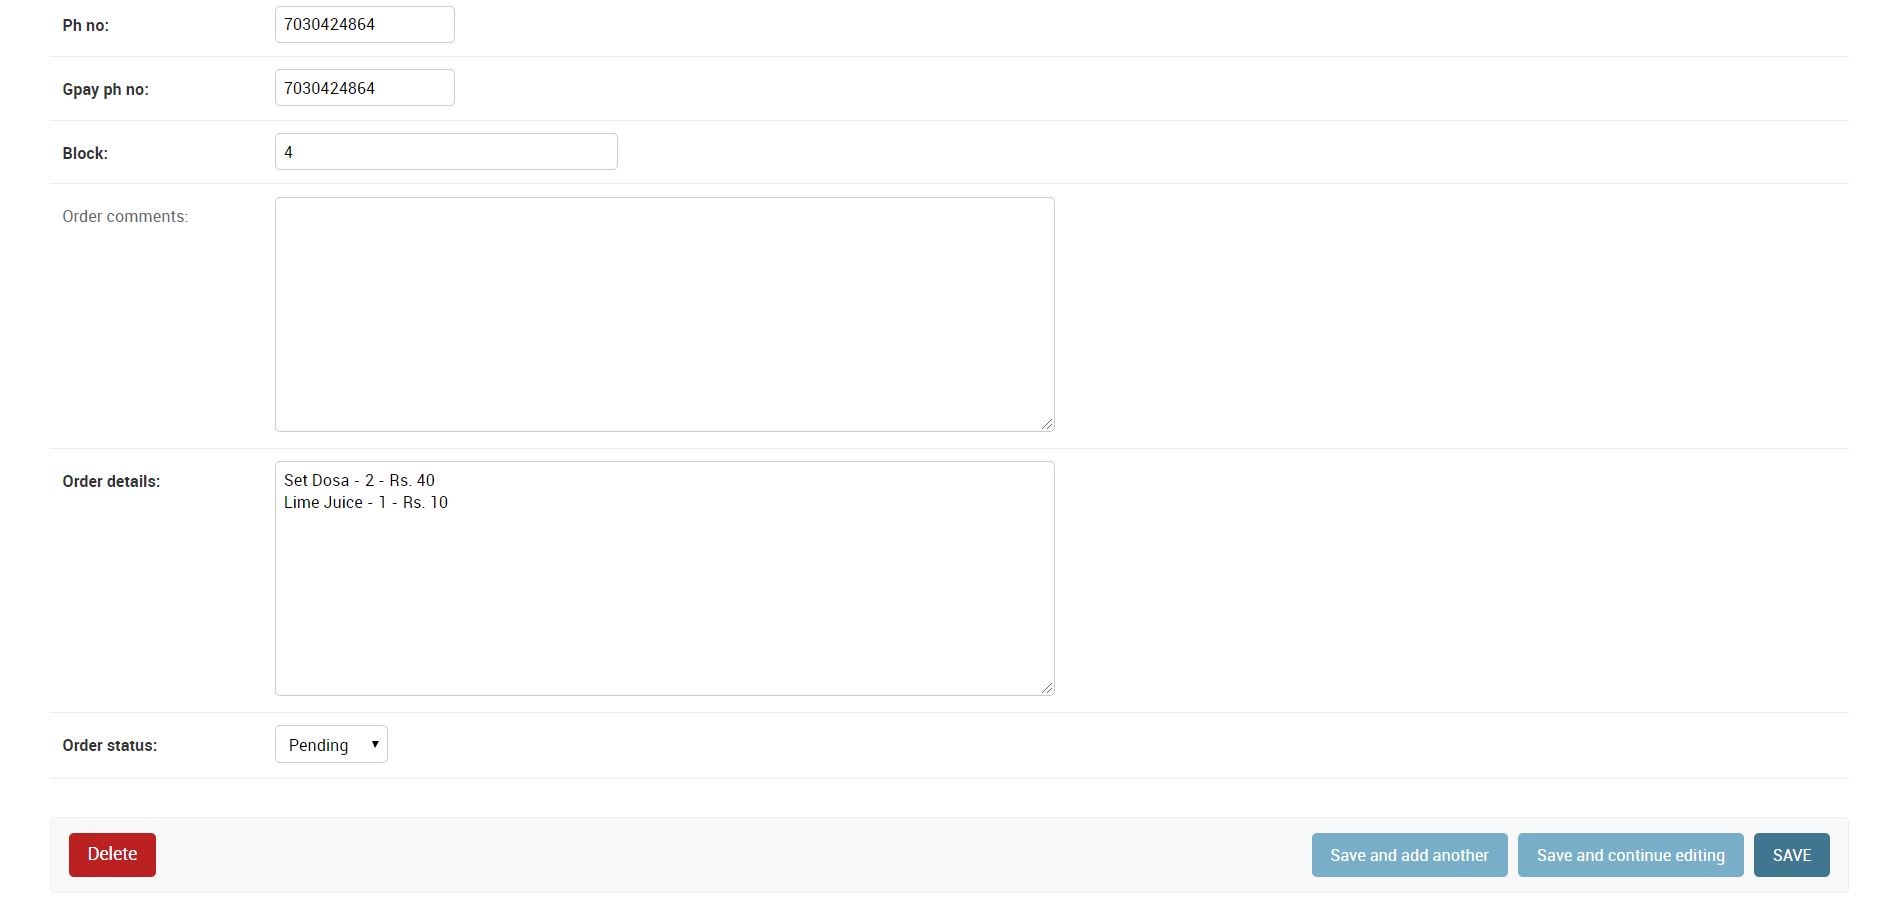 Ph no: 7030424864
Gpay ph no: 7030424864
Block: 4
Order comments:
Order details: Set Dosa - 2 - Rs. 40
Lime Juice - 1 - Rs. 10
Order status: Pending
Delete Save and add another Save and continue editing SAVE